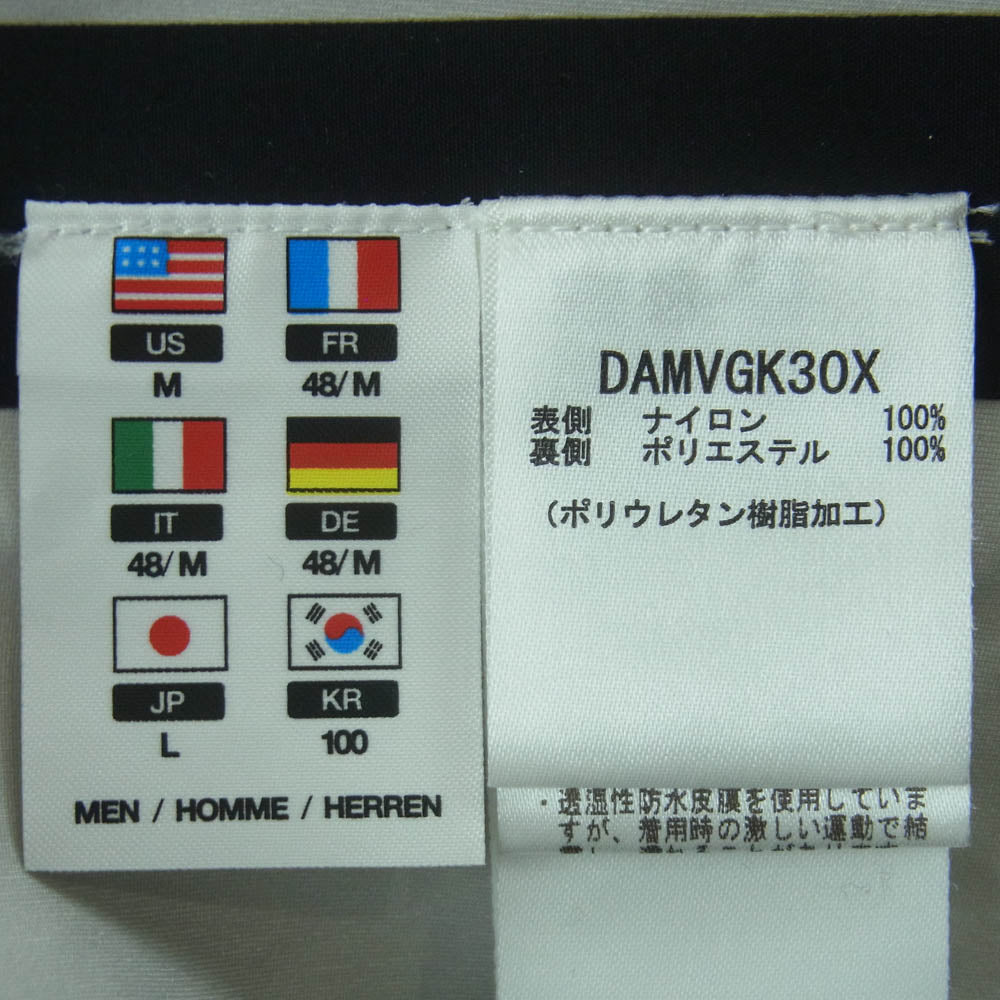 US FR
M 48/M
IT DE
48/M 48/M
JP KR
L 100
MEN / HOMME / HERREN
DAMVGK30X
表側 ナイロン 100%
裏側 ポリエステル 100%
(ポリウレタン樹脂加工)
・透湿性防水皮膜を使用していま
すが、着用時の激しい運動で結